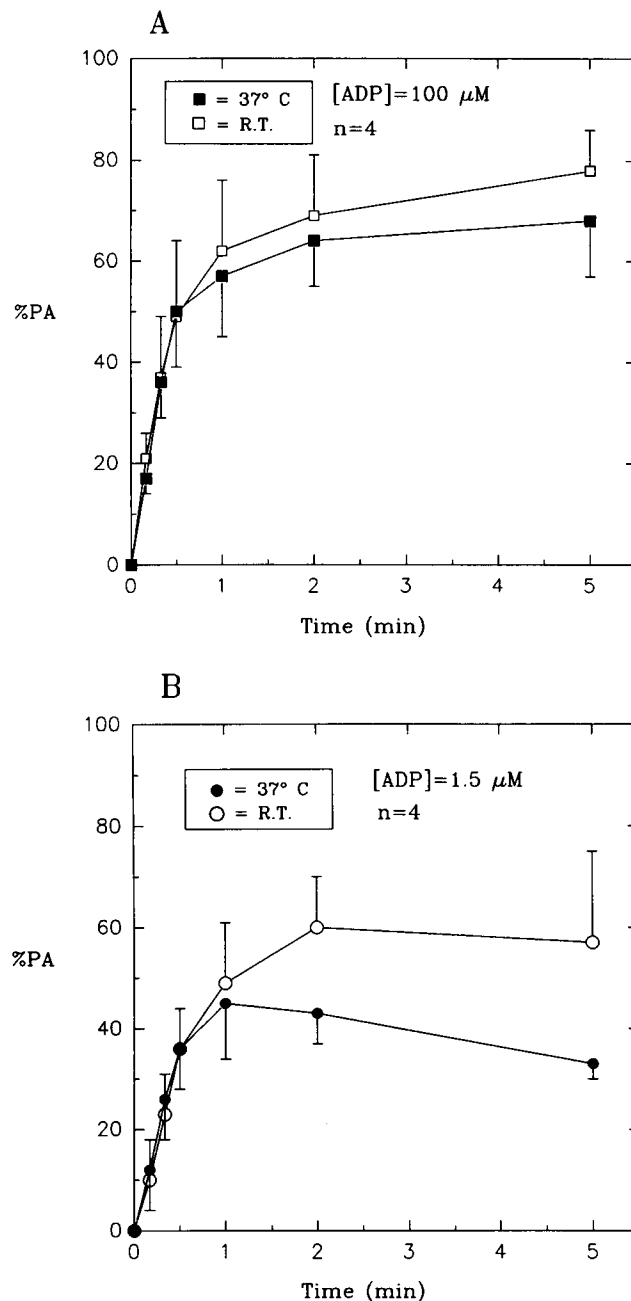 A
100
80
60
40
20
0
%PA
■ = 37° C
□ = R.T.
[ADP]=100 μM
n=4
0 1 2 3 4 5
Time (min)
B
100
80
60
40
20
0
%PA
● = 37° C
○ = R.T.
[ADP]=1.5 μM
n=4
0 1 2 3 4 5
Time (min)